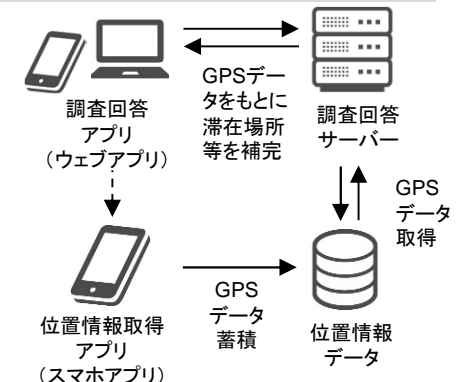 GPSデー
タをもとに
滞在場所
等を補完
調査回答
アプリ
（ウェブアプリ）
調査回答
サーバー
GPS
データ
取得
GPS
データ
蓄積
位置情報取得
アプリ
（スマホアプリ）
位置情報
データ